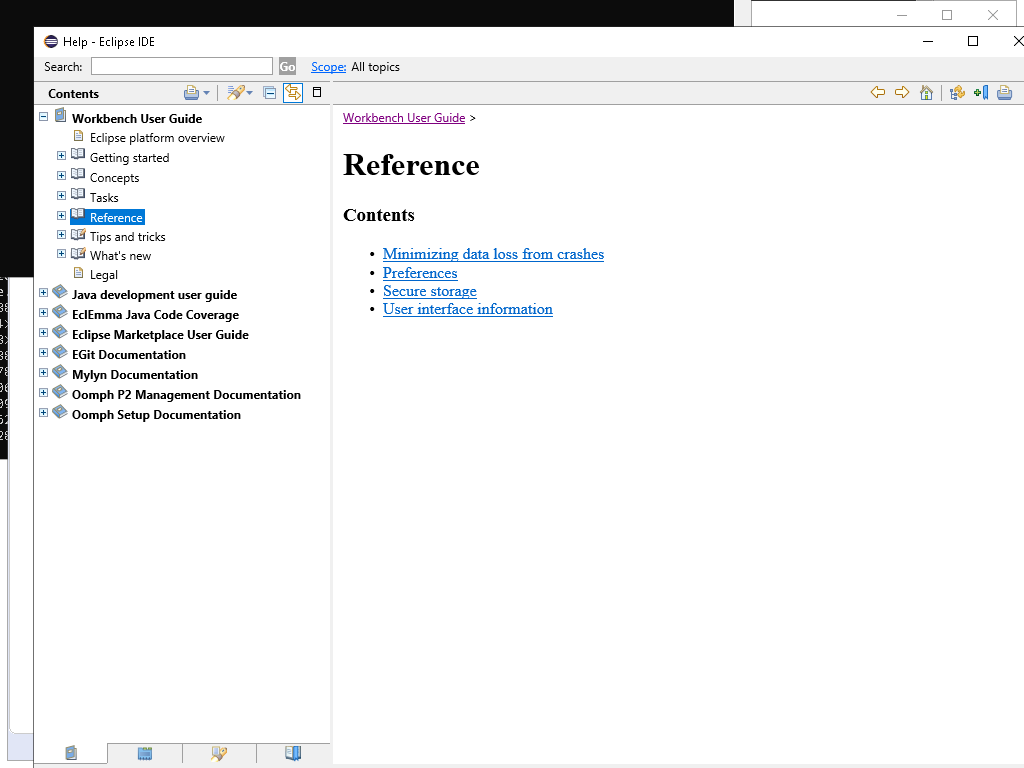 Help - Eclipse IDE
Search:
Go
Scope: All topics
Contents
Workbench User Guide
Eclipse platform overview
Getting started
Concepts
Tasks
Reference
Tips and tricks
What's new
Legal
Java development user guide
EclEmma Java Code Coverage
Eclipse Marketplace User Guide
EGit Documentation
Mylyn Documentation
Oomph P2 Management Documentation
Oomph Setup Documentation
Workbench User Guide >
Reference
Contents
Minimizing data loss from crashes
Preferences
Secure storage
User interface information